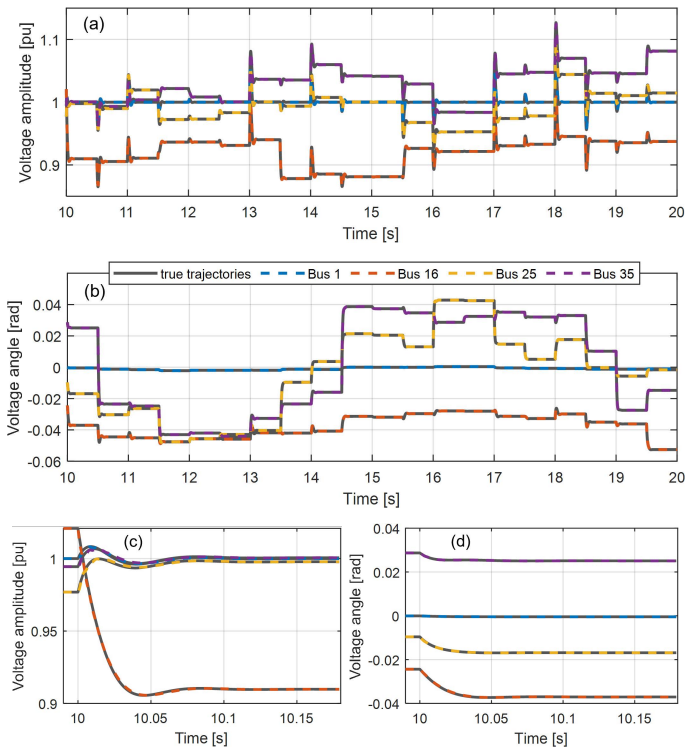 (a)
Voltage amplitude [pu]
1.1
1
0.9
10 11 12 13 14 15 16 17 18 19 20
Time [s]
true trajectories Bus 1 Bus 16 Bus 25 Bus 35
(b)
Voltage angle [rad]
0.04
0.02
0
-0.02
-0.04
-0.06
10 11 12 13 14 15 16 17 18 19 20
Time [s]
(c)
Voltage amplitude [pu]
1
0.95
0.9
10 10.05 10.1 10.15
Time [s]
(d)
Voltage angle [rad]
0.04
0.02
0
-0.02
-0.04
10 10.05 10.1 10.15
Time [s]